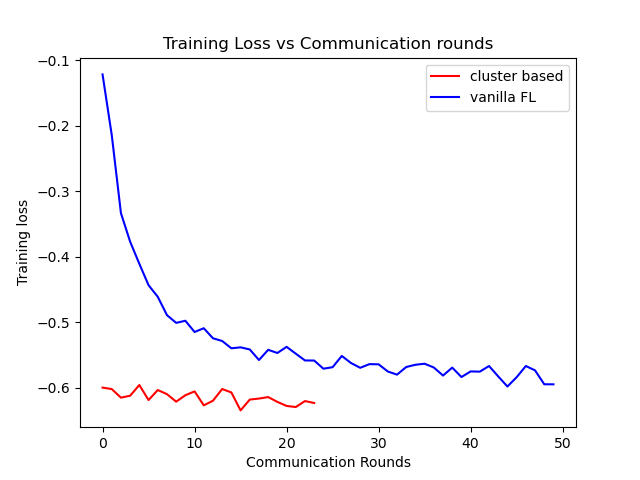 Training Loss vs Communication rounds
cluster based
vanilla FL
−0.1
−0.2
−0.3
−0.4
−0.5
−0.6
Training loss
0 10 20 30 40 50
Communication Rounds